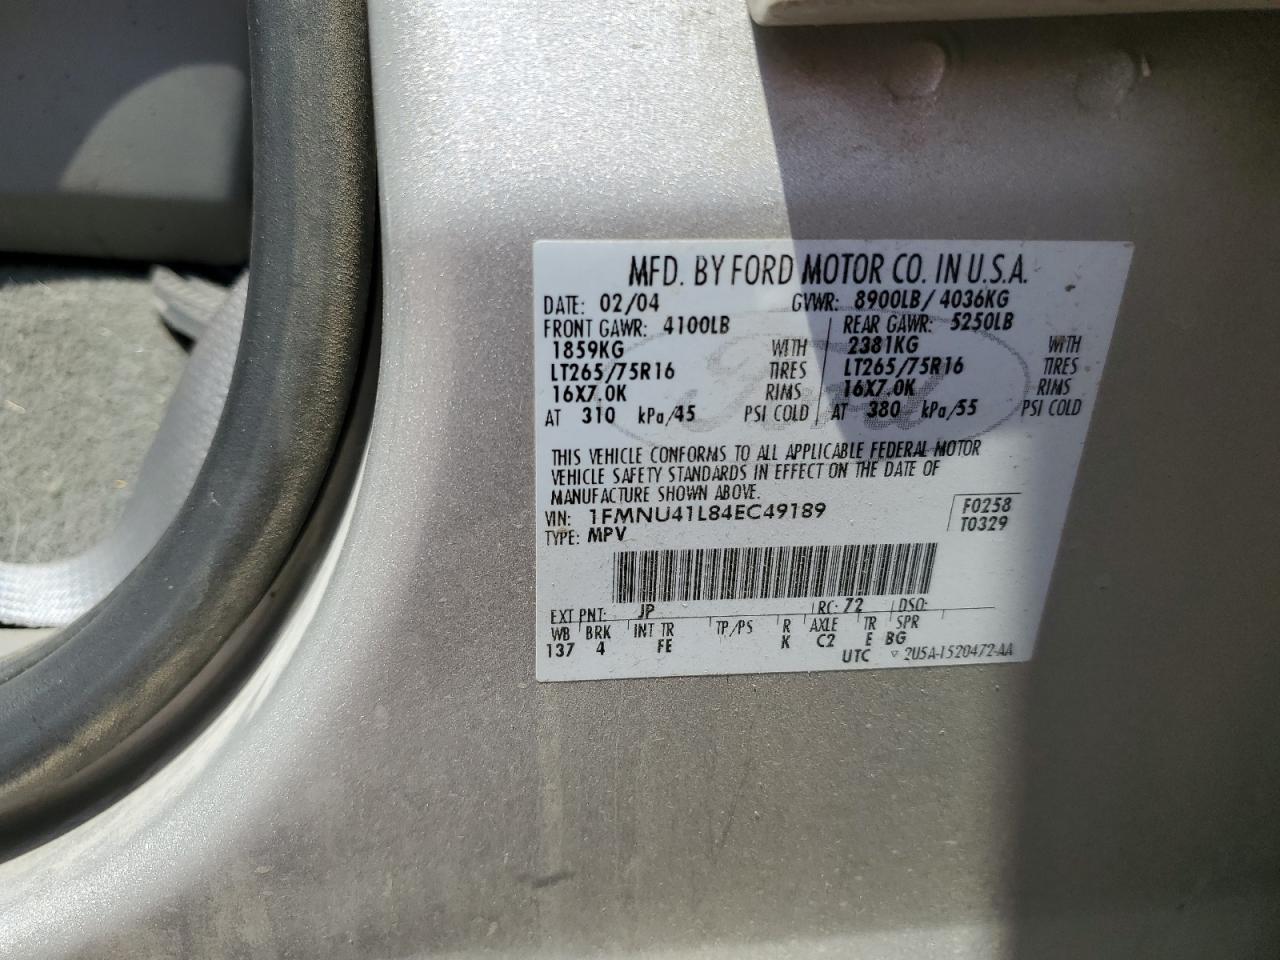 MFD. BY FORD MOTOR CO. IN U.S.A.
DATE: 02/04 GVWR: 8900LB/4036KG
FRONT GAWR: 4100LB REAR GAWR: 5250LB
1859KG WITH 2381KG WITH
LT265/75R16 TIRES LT265/75R16 TIRES
16X7.0K RIMS 16X7.0K RIMS
AT 310 kPa/45 PSI COLD AT 380 kPa/55 PSI COLD
Ford
THIS VEHICLE CONFORMS TO ALL APPLICABLE FEDERAL MOTOR
VEHICLE SAFETY STANDARDS IN EFFECT ON THE DATE OF
MANUFACTURE SHOWN ABOVE.
VIN: 1FMNU41L84EC49189 F0258
TYPE: MPV T0329
EXT PNT: JP RC: 72 DSO:
WB BRK INT TR TP/PS R AXLE TR SPR
137 4 FE K C2 E BG
UTC ▽ 2U5A-1520472-AA